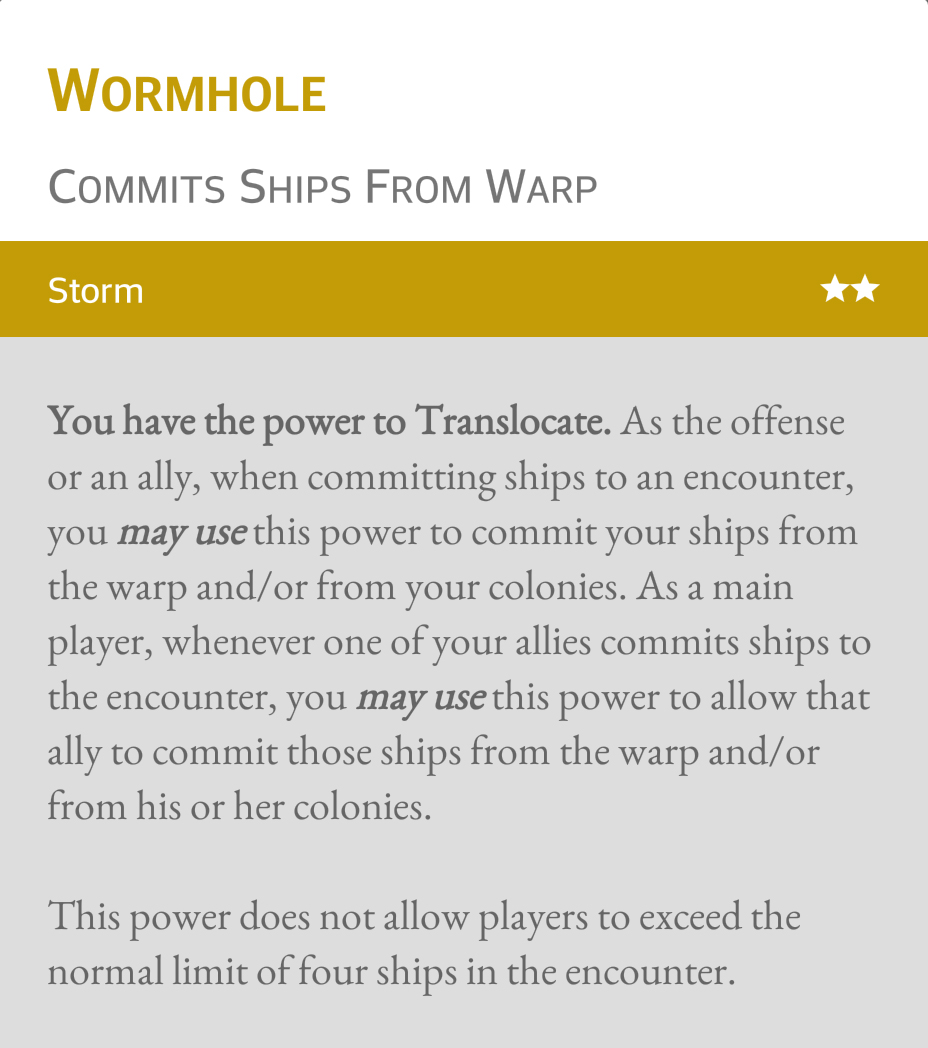 Wormhole
Commits Ships From Warp
Storm ★★
You have the power to Translocate. As the offense
or an ally, when committing ships to an encounter,
you may use this power to commit your ships from
the warp and/or from your colonies. As a main
player, whenever one of your allies commits ships to
the encounter, you may use this power to allow that
ally to commit those ships from the warp and/or
from his or her colonies.
This power does not allow players to exceed the
normal limit of four ships in the encounter.